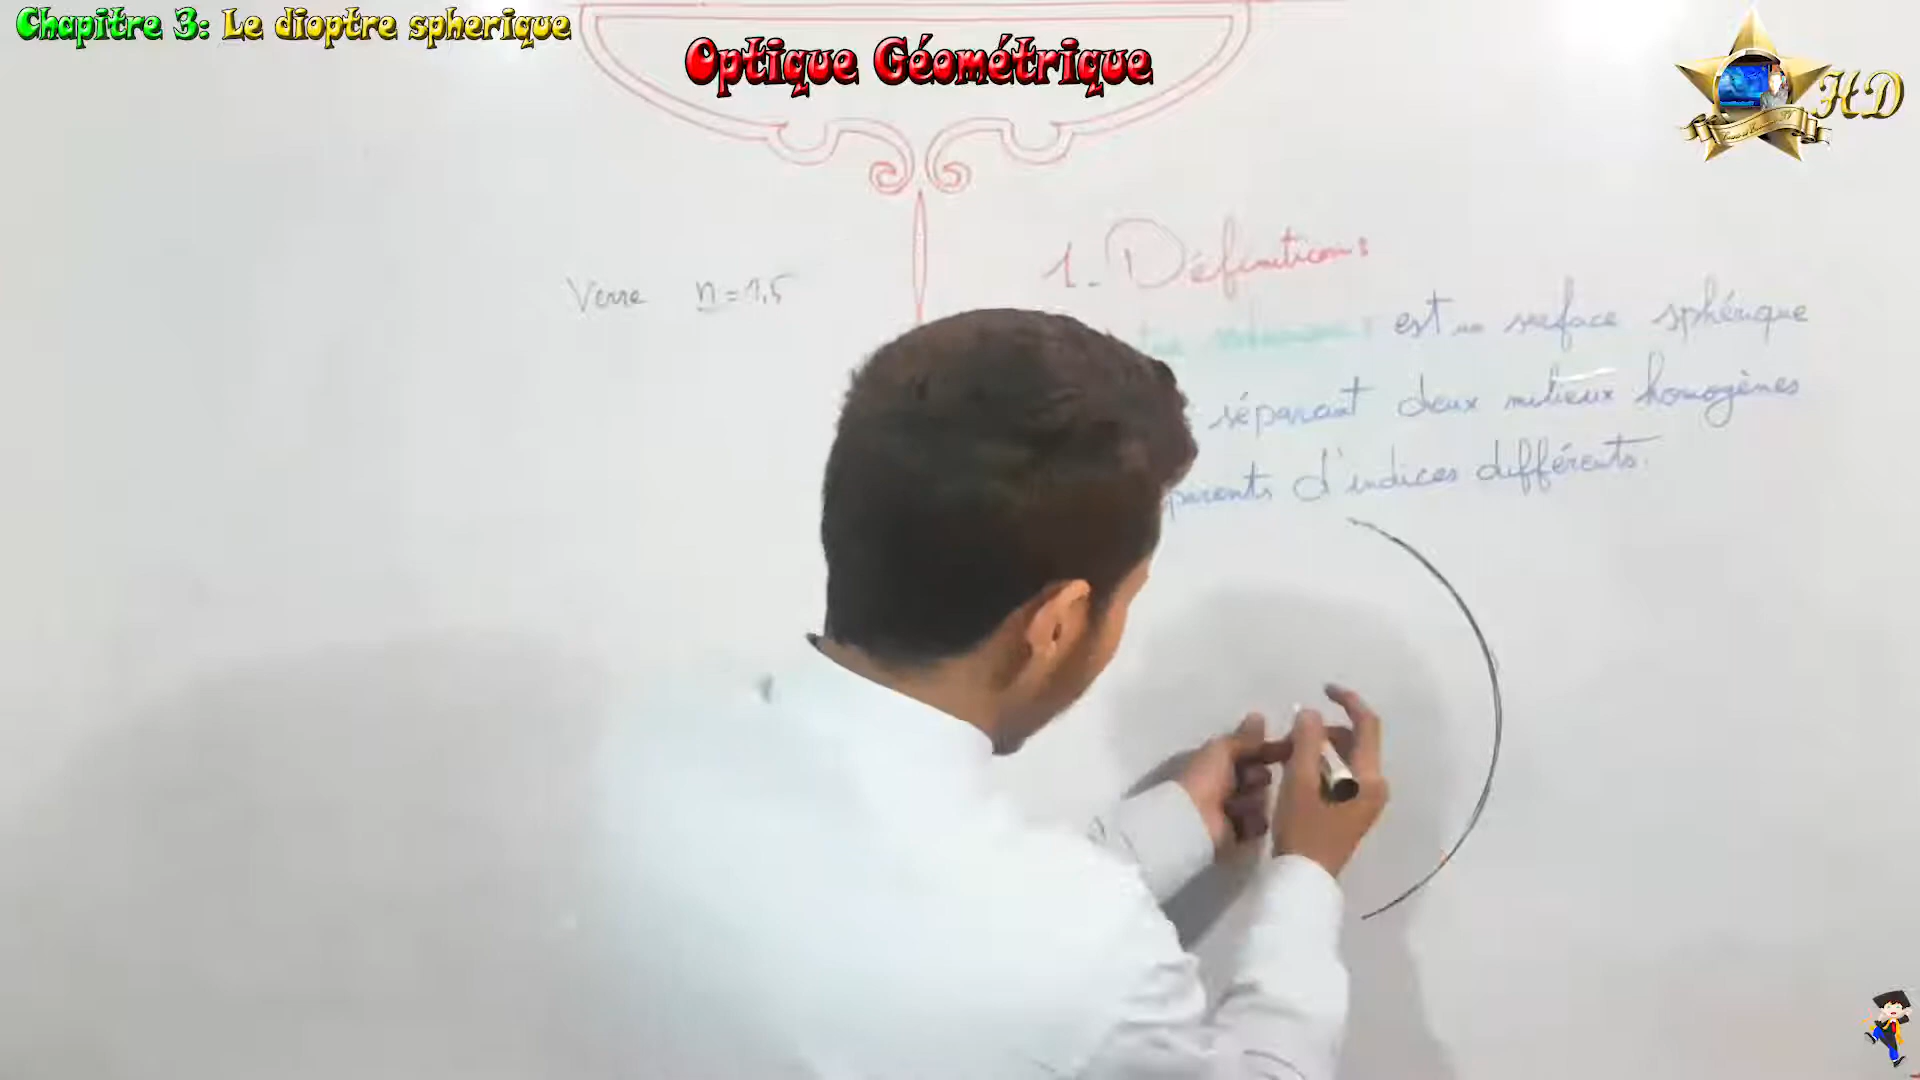 Chapitre 3: Le dioptre spherique
Optique Géométrique
HD
1. Définition:
Verre n = 1,5
est une surface sphérique
séparant deux milieux homogènes
parents d'indices différents.